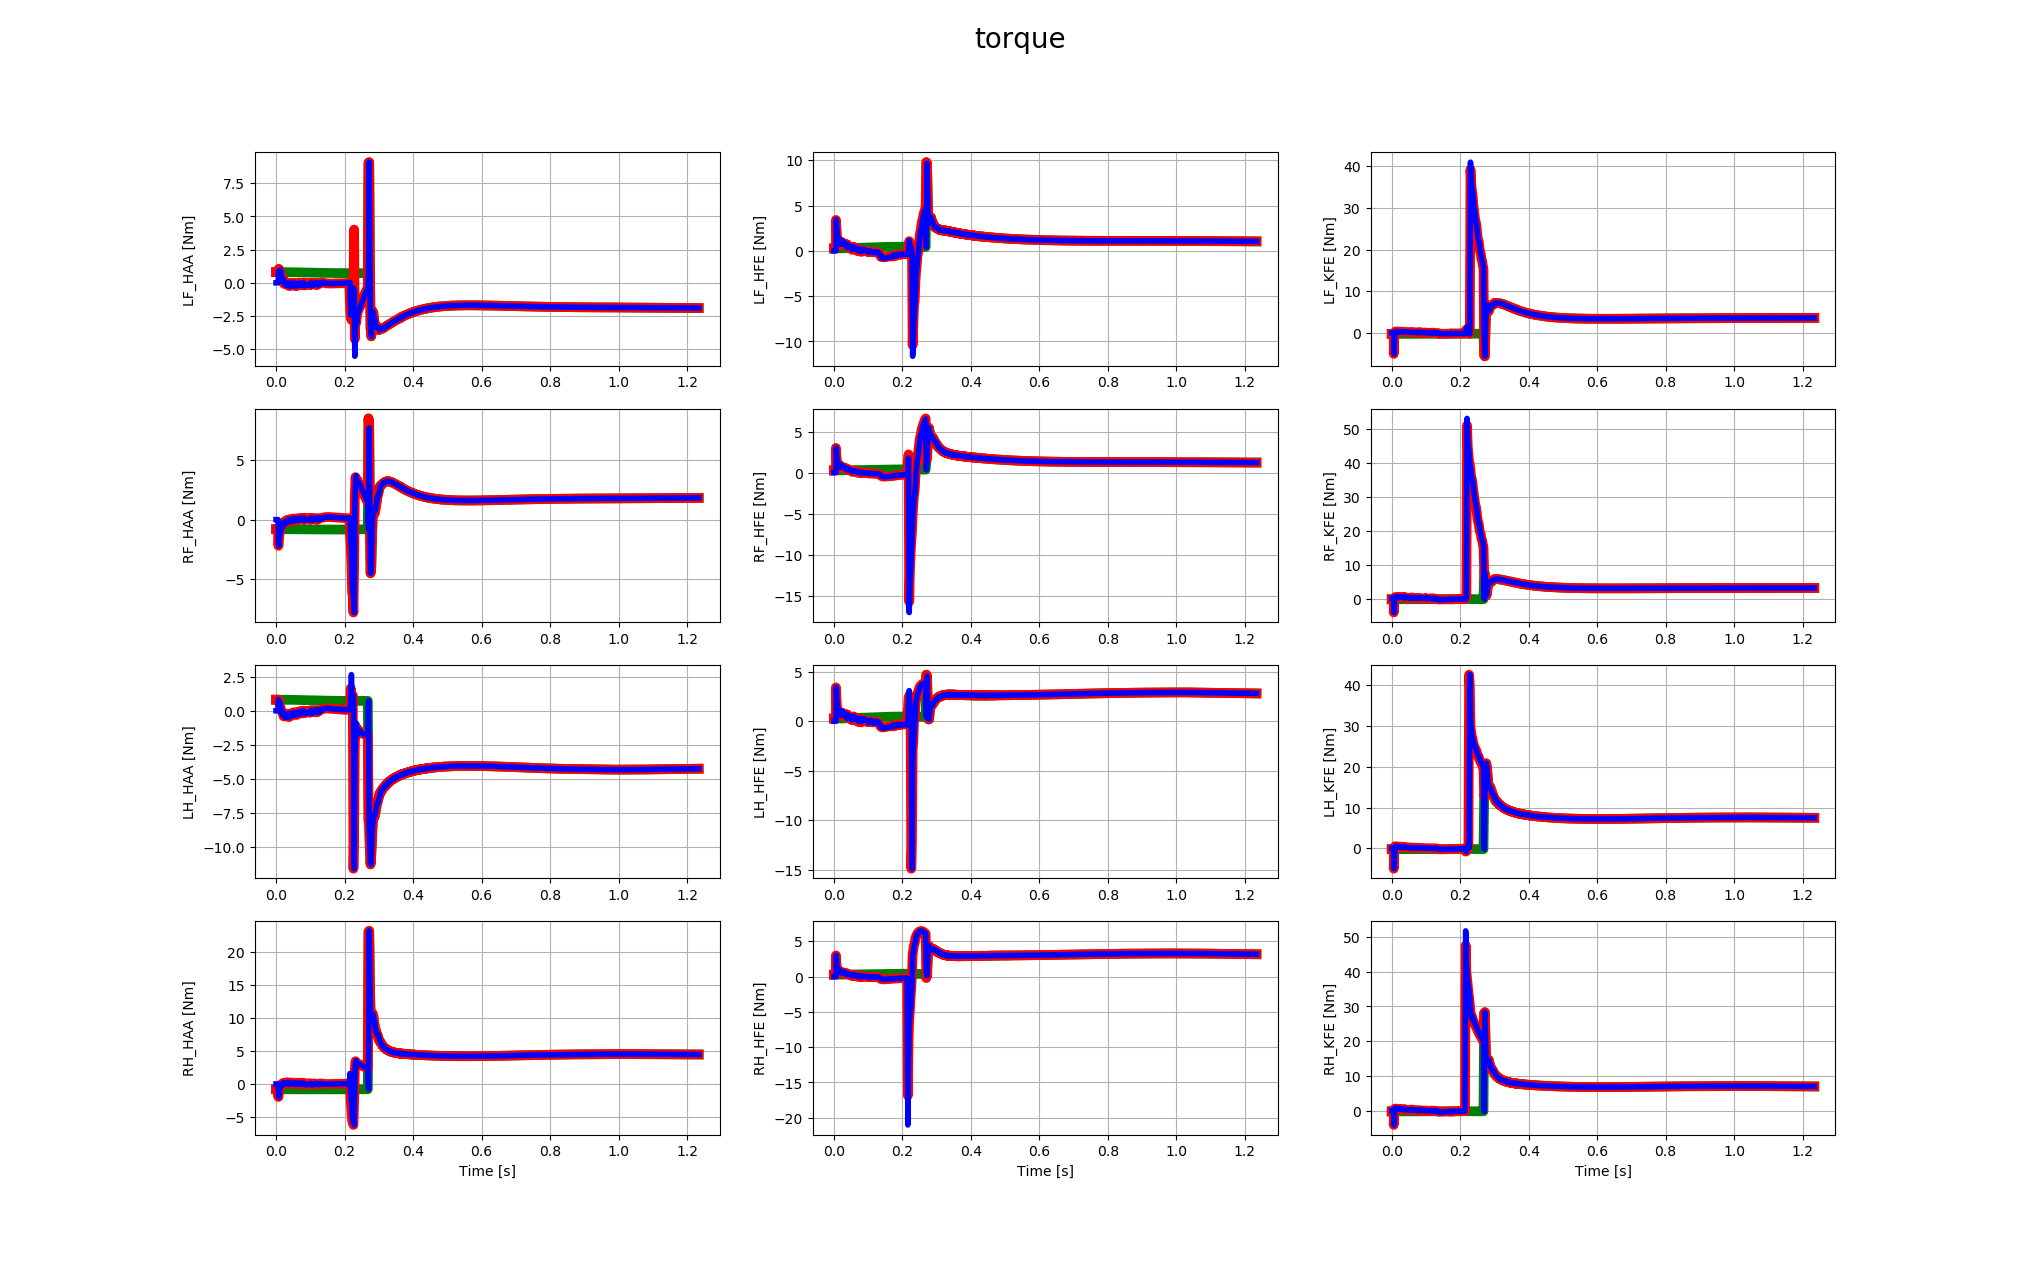 torque
LF_HAA [Nm]
7.5
5.0
2.5
0.0
−2.5
−5.0
0.0 0.2 0.4 0.6 0.8 1.0 1.2
LF_HFE [Nm]
10
5
0
−5
−10
0.0 0.2 0.4 0.6 0.8 1.0 1.2
LF_KFE [Nm]
40
30
20
10
0
0.0 0.2 0.4 0.6 0.8 1.0 1.2
RF_HAA [Nm]
5
0
−5
0.0 0.2 0.4 0.6 0.8 1.0 1.2
RF_HFE [Nm]
5
0
−5
−10
−15
0.0 0.2 0.4 0.6 0.8 1.0 1.2
RF_KFE [Nm]
50
40
30
20
10
0
0.0 0.2 0.4 0.6 0.8 1.0 1.2
LH_HAA [Nm]
2.5
0.0
−2.5
−5.0
−7.5
−10.0
0.0 0.2 0.4 0.6 0.8 1.0 1.2
LH_HFE [Nm]
5
0
−5
−10
−15
0.0 0.2 0.4 0.6 0.8 1.0 1.2
LH_KFE [Nm]
40
30
20
10
0
0.0 0.2 0.4 0.6 0.8 1.0 1.2
RH_HAA [Nm]
20
15
10
5
0
−5
0.0 0.2 0.4 0.6 0.8 1.0 1.2
Time [s]
RH_HFE [Nm]
5
0
−5
−10
−15
−20
0.0 0.2 0.4 0.6 0.8 1.0 1.2
Time [s]
RH_KFE [Nm]
50
40
30
20
10
0
0.0 0.2 0.4 0.6 0.8 1.0 1.2
Time [s]